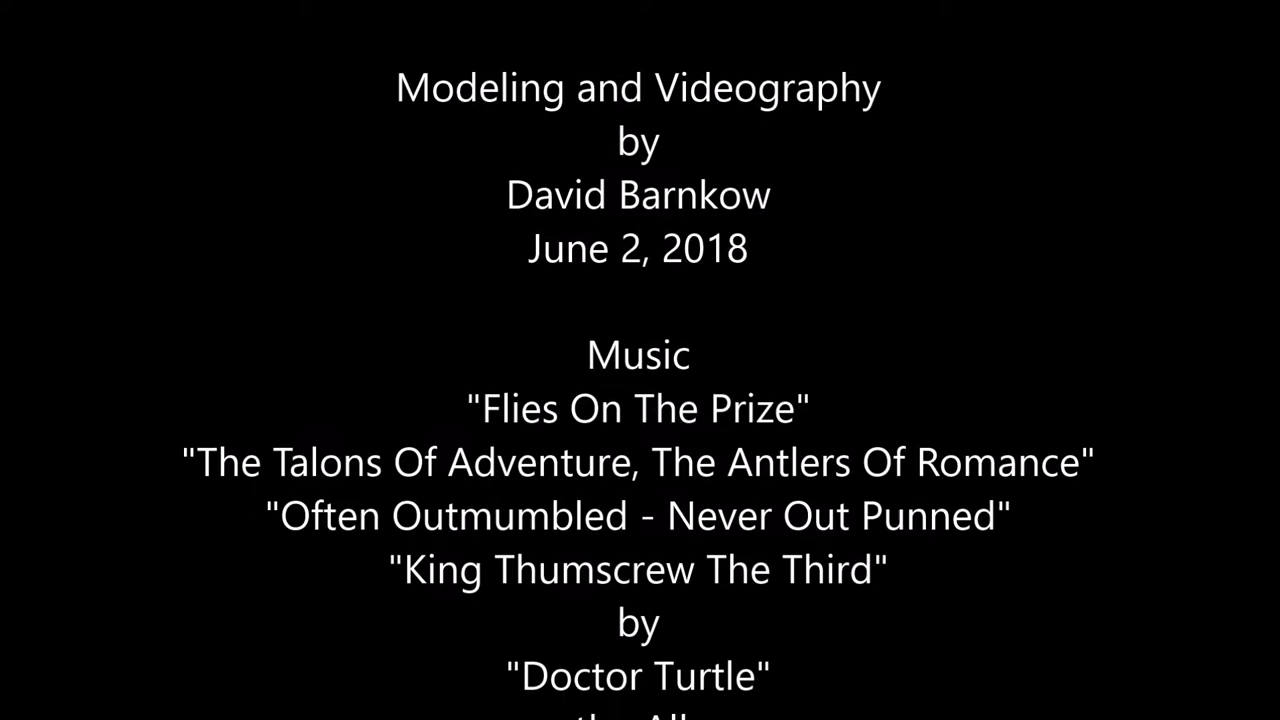 Modeling and Videography
by
David Barnkow
June 2, 2018
Music
"Flies On The Prize"
"The Talons Of Adventure, The Antlers Of Romance"
"Often Outmumbled - Never Out Punned"
"King Thumscrew The Third"
by
"Doctor Turtle"